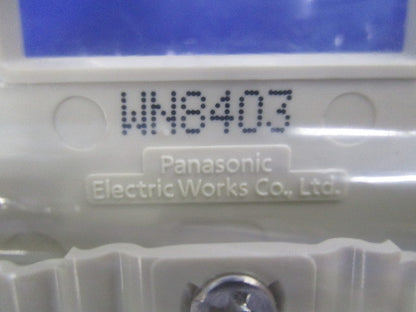 WN8403
Panasonic
Electric Works Co., Ltd.